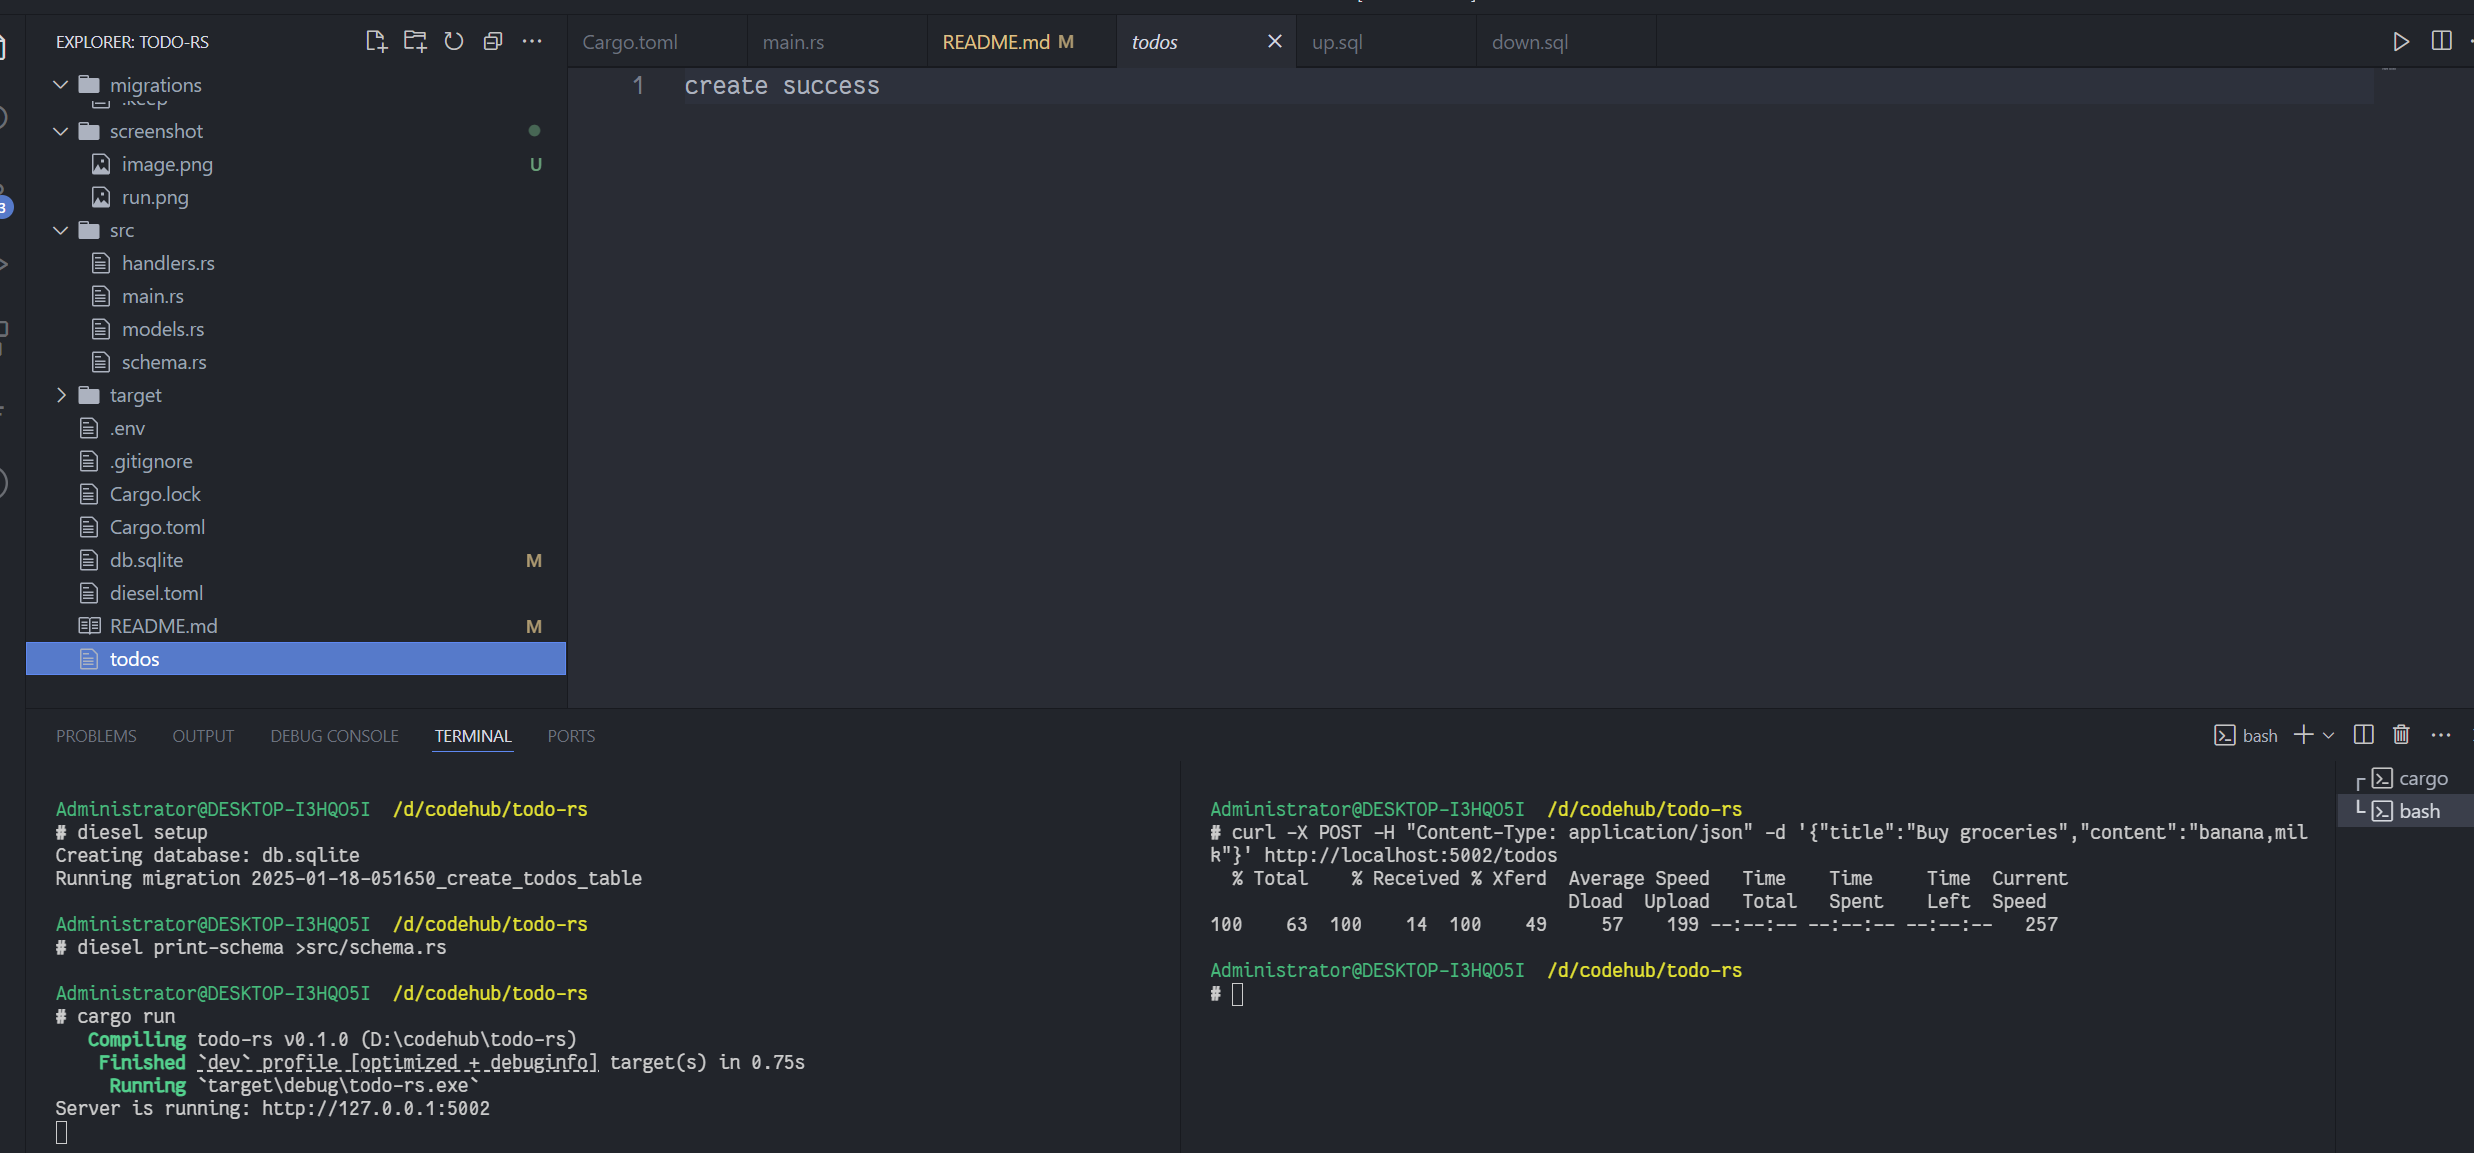 EXPLORER: TODO-RS
migrations
.keep
screenshot
image.png U
run.png
src
handlers.rs
main.rs
models.rs
schema.rs
target
.env
.gitignore
Cargo.lock
Cargo.toml
db.sqlite M
diesel.toml
README.md M
todos
3
Cargo.toml main.rs README.md M todos up.sql down.sql
1 create success
PROBLEMS OUTPUT DEBUG CONSOLE TERMINAL PORTS
bash
Administrator@DESKTOP-I3HQO5I /d/codehub/todo-rs
# diesel setup
Creating database: db.sqlite
Running migration 2025-01-18-051650_create_todos_table
Administrator@DESKTOP-I3HQO5I /d/codehub/todo-rs
# diesel print-schema >src/schema.rs
Administrator@DESKTOP-I3HQO5I /d/codehub/todo-rs
# cargo run
Compiling todo-rs v0.1.0 (D:\codehub\todo-rs)
Finished `dev` profile [optimized + debuginfo] target(s) in 0.75s
Running `target\debug\todo-rs.exe`
Server is running: http://127.0.0.1:5002
Administrator@DESKTOP-I3HQO5I /d/codehub/todo-rs
# curl -X POST -H "Content-Type: application/json" -d '{"title":"Buy groceries","content":"banana,mil
k"}' http://localhost:5002/todos
% Total % Received % Xferd Average Speed Time Time Time Current
Dload Upload Total Spent Left Speed
100 63 100 14 100 49 57 199 --:--:-- --:--:-- --:--:-- 257
Administrator@DESKTOP-I3HQO5I /d/codehub/todo-rs
#
cargo
bash